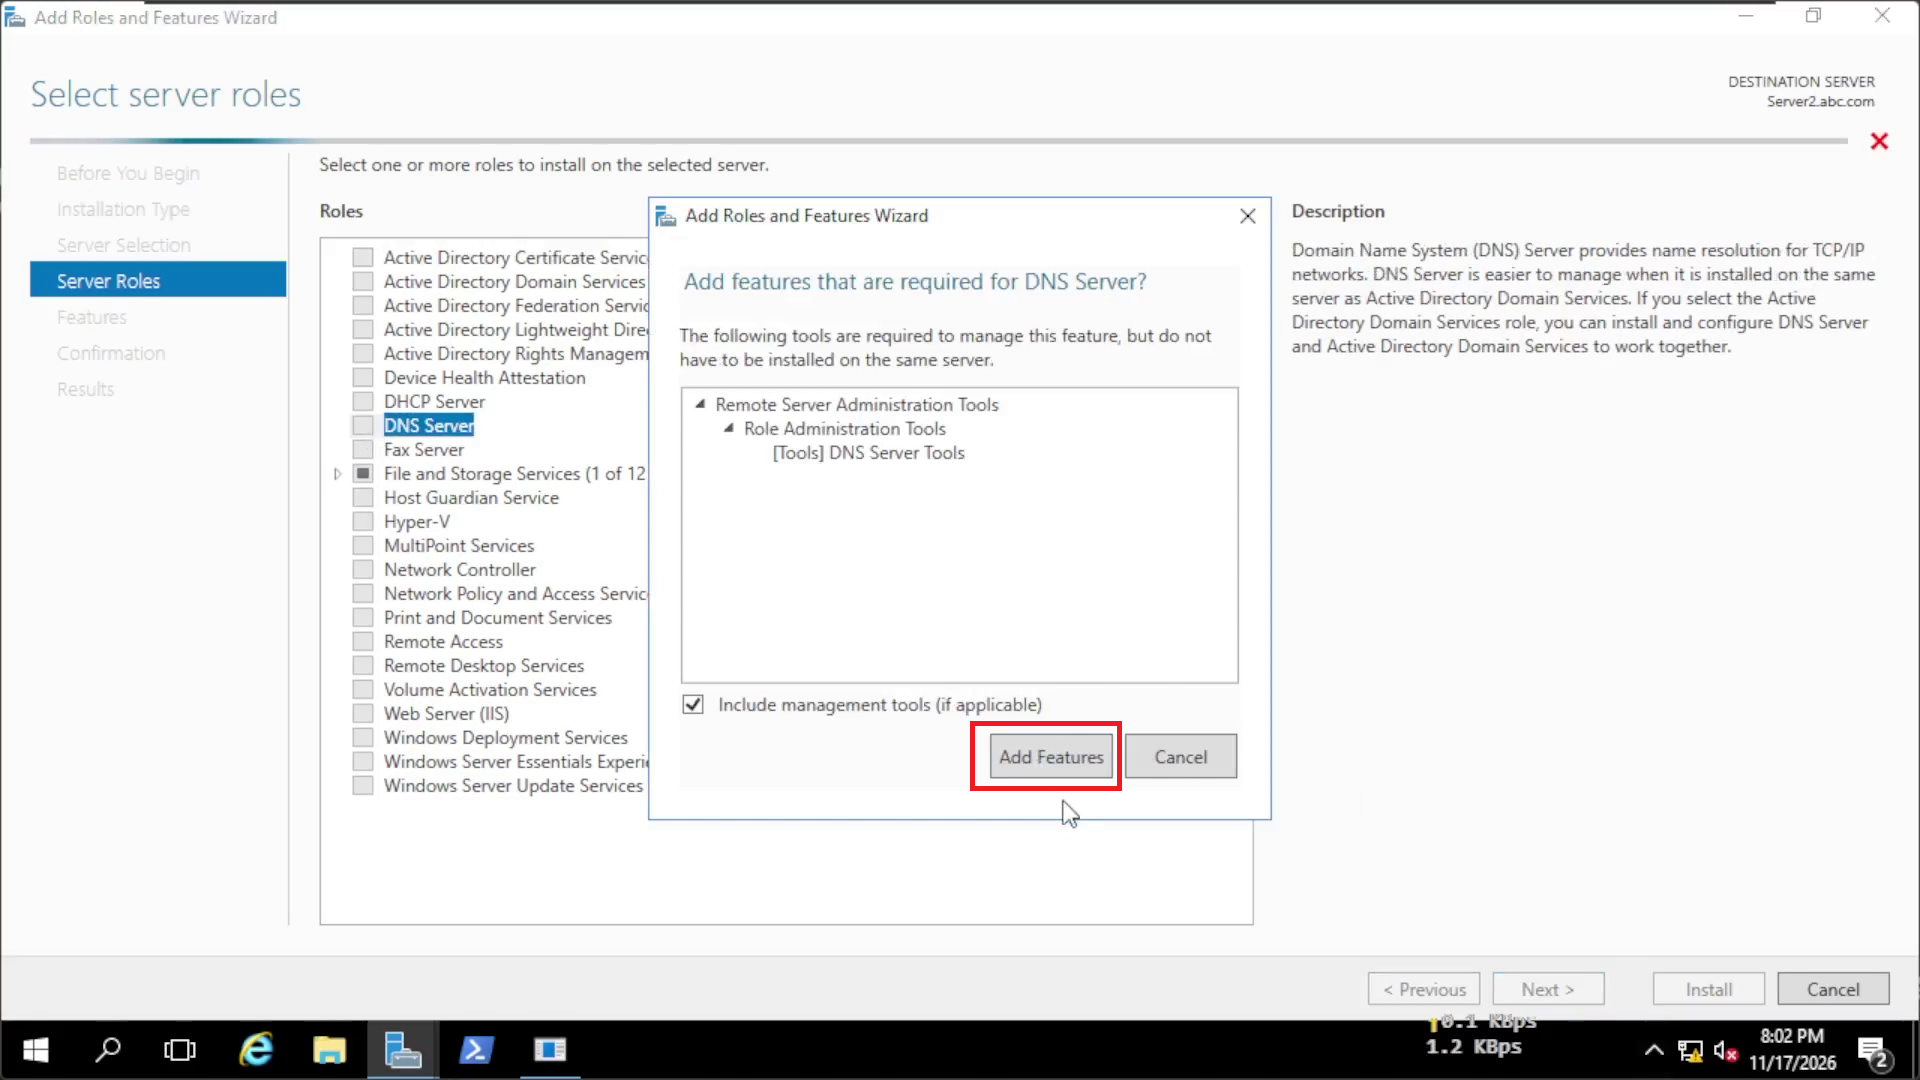 Add Roles and Features Wizard
Select server roles
DESTINATION SERVER
Server2.abc.com
Before You Begin
Installation Type
Server Selection
Server Roles
Features
Confirmation
Results
Select one or more roles to install on the selected server.
Roles
Active Directory Certificate Servic
Active Directory Domain Services
Active Directory Federation Servic
Active Directory Lightweight Dire
Active Directory Rights Managem
Device Health Attestation
DHCP Server
DNS Server
Fax Server
File and Storage Services (1 of 12
Host Guardian Service
Hyper-V
MultiPoint Services
Network Controller
Network Policy and Access Servic
Print and Document Services
Remote Access
Remote Desktop Services
Volume Activation Services
Web Server (IIS)
Windows Deployment Services
Windows Server Essentials Experi
Windows Server Update Services
Add Roles and Features Wizard
Add features that are required for DNS Server?
The following tools are required to manage this feature, but do not
have to be installed on the same server.
Remote Server Administration Tools
Role Administration Tools
[Tools] DNS Server Tools
Include management tools (if applicable)
Add Features
Cancel
Description
Domain Name System (DNS) Server provides name resolution for TCP/IP
networks. DNS Server is easier to manage when it is installed on the same
server as Active Directory Domain Services. If you select the Active
Directory Domain Services role, you can install and configure DNS Server
and Active Directory Domain Services to work together.
< Previous
Next >
Install
Cancel
0.1 KBps
1.2 KBps
8:02 PM
11/17/2026
2